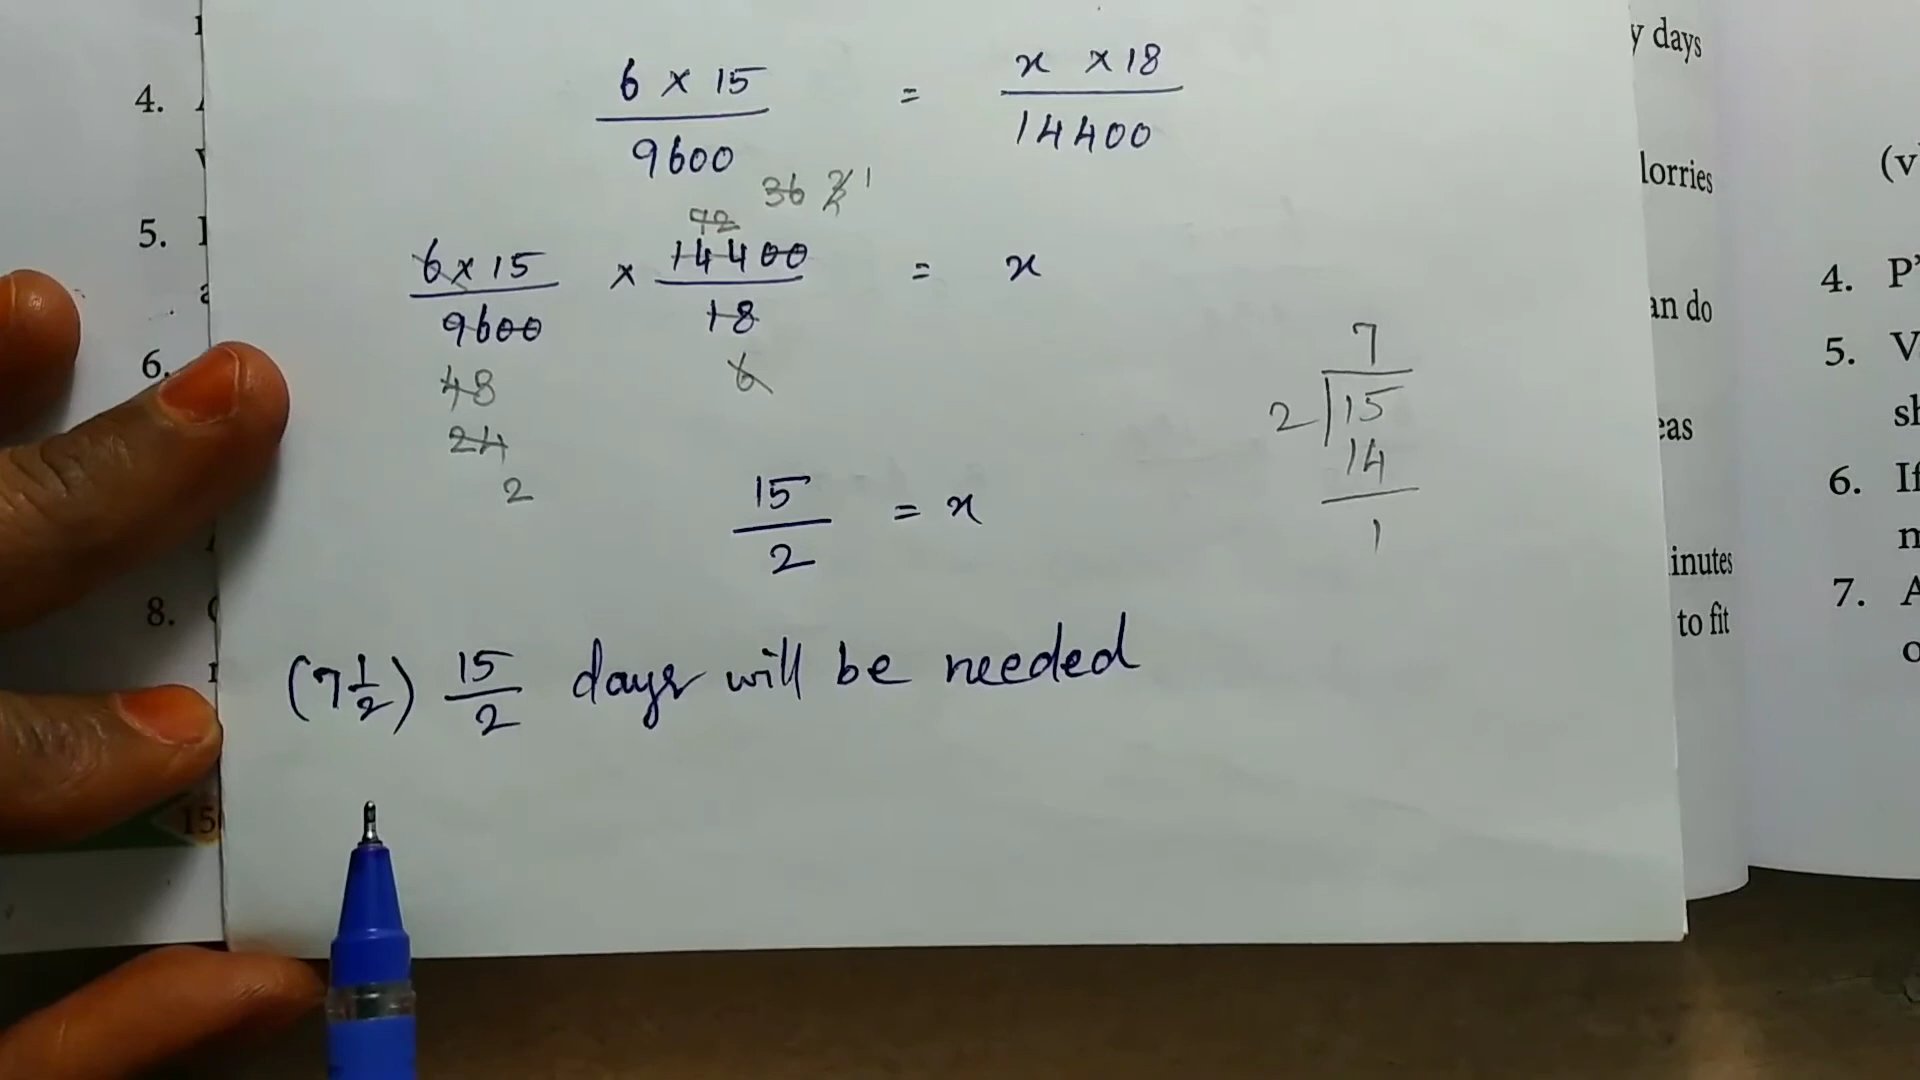 6 × 15 / 9600 = x × 18 / 14400
36 2 1
72
6 × 15 / 9600 × 14400 / 18 = x
48 6
24
2
7
2 15
14
1
15 / 2 = x
(7 1/2) 15/2 days will be needed
4.
5.
6.
8.
y days
lorries
an do
eas
inutes
to fit
(v
4. P
5. V
sh
6. If
m
7. A